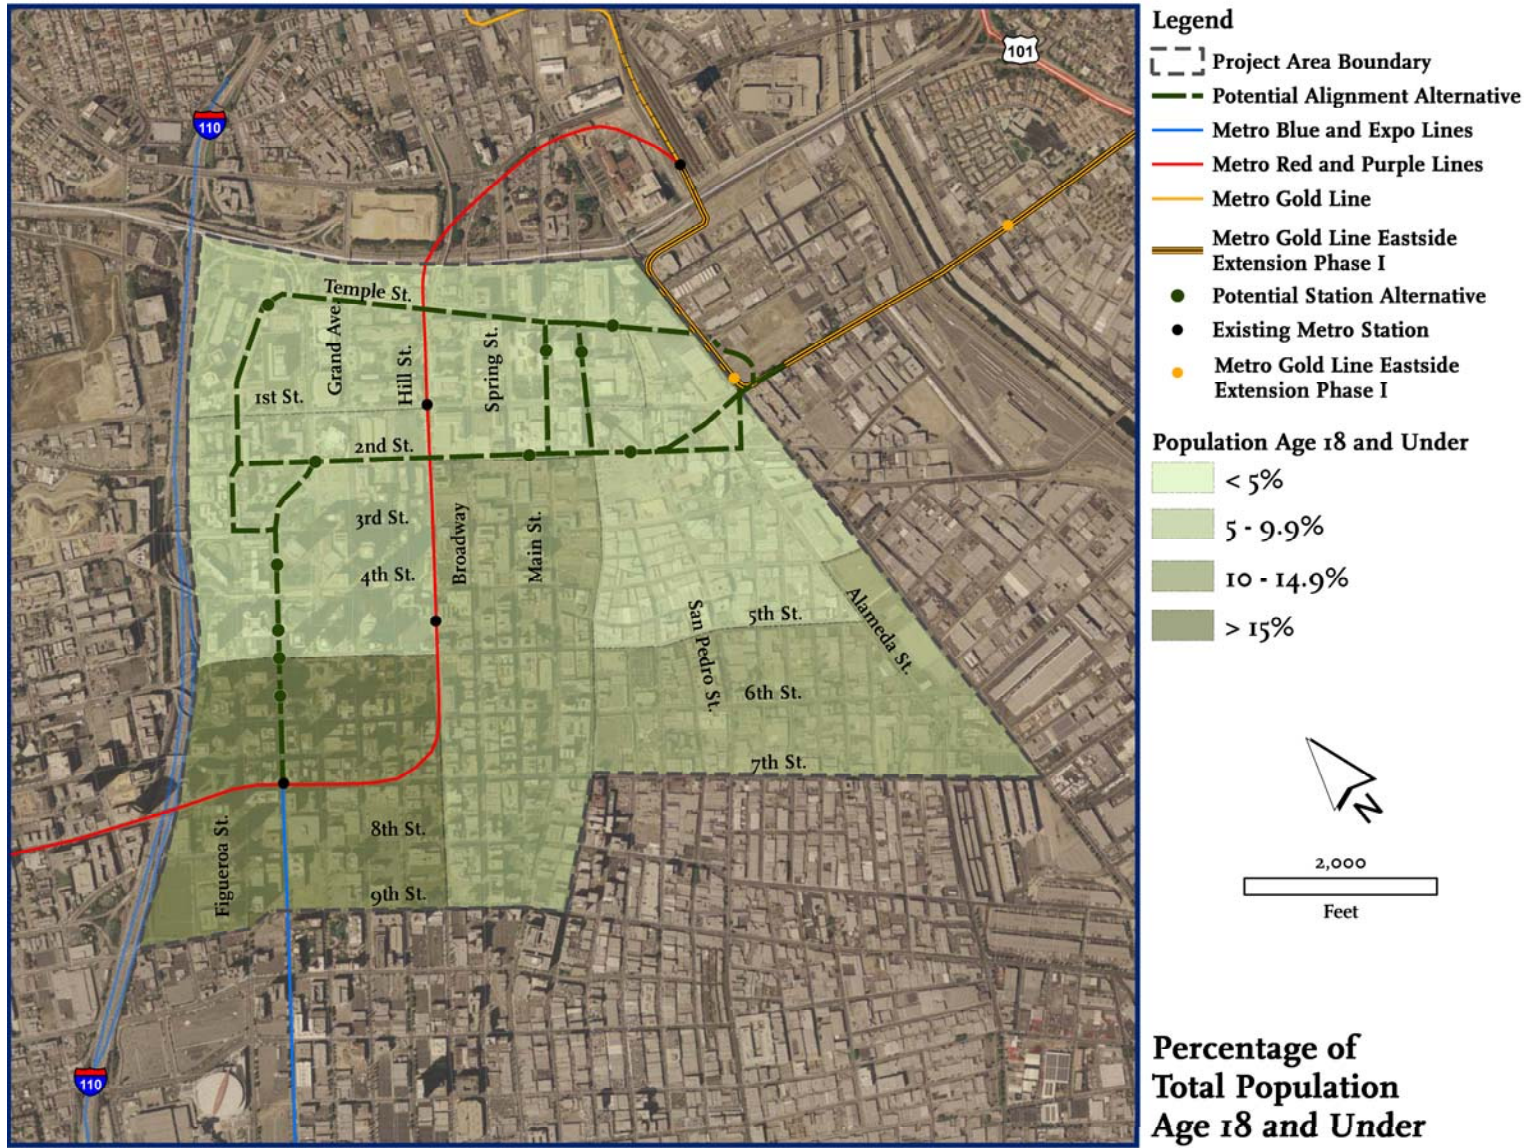 110
101
Temple St.
Grand Ave.
Hill St.
Spring St.
1st St.
2nd St.
3rd St.
4th St.
Broadway
Main St.
San Pedro St.
5th St.
Alameda St.
6th St.
7th St.
8th St.
Figueroa St.
9th St.
110
Legend
Project Area Boundary
Potential Alignment Alternative
Metro Blue and Expo Lines
Metro Red and Purple Lines
Metro Gold Line
Metro Gold Line Eastside
Extension Phase I
Potential Station Alternative
Existing Metro Station
Metro Gold Line Eastside
Extension Phase I
Population Age 18 and Under
< 5%
5 - 9.9%
10 - 14.9%
> 15%
N
2,000
Feet
Percentage of
Total Population
Age 18 and Under